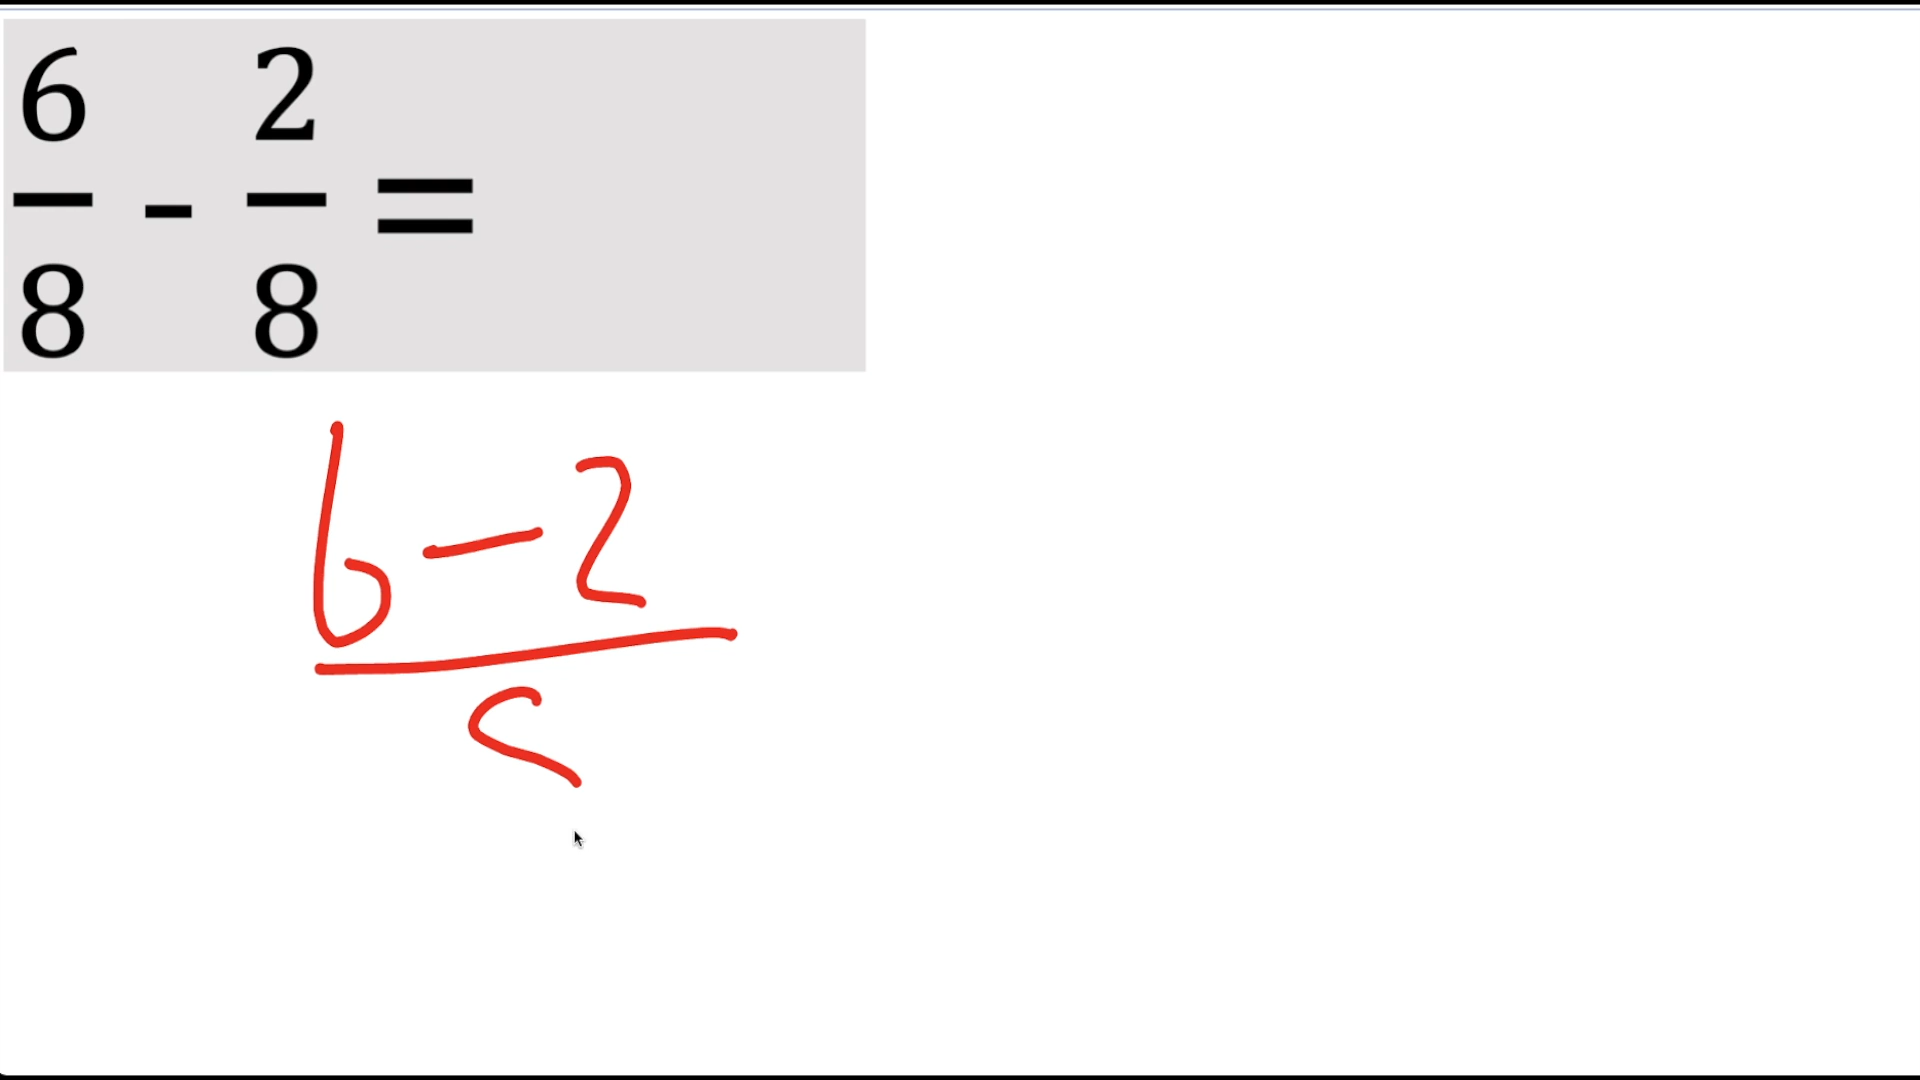 6 2
- - - =
8 8
6 - 2